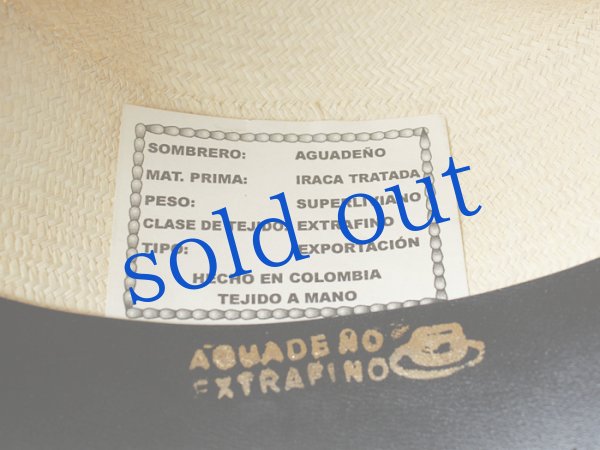 SOMBRERO: AGUADEÑO
MAT. PRIMA: IRACA TRATADA
PESO: SUPERLIVIANO
CLASE DE TEJIDO: EXTRAFINO
TIPO: EXPORTACIÓN
HECHO EN COLOMBIA
TEJIDO A MANO
sold out
AGUADEÑO
EXTRAFINO